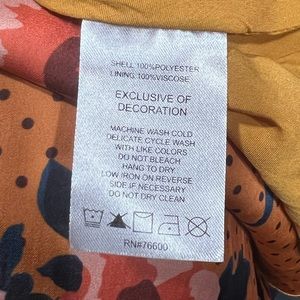 SHELL 100%POLYESTER
LINING 100%VISCOSE
EXCLUSIVE OF
DECORATION
MACHINE WASH COLD
DELICATE CYCLE WASH
WITH LIKE COLORS
DO NOT BLEACH
HANG TO DRY
LOW IRON ON REVERSE
SIDE IF NECESSARY
DO NOT DRY CLEAN
RN#76600